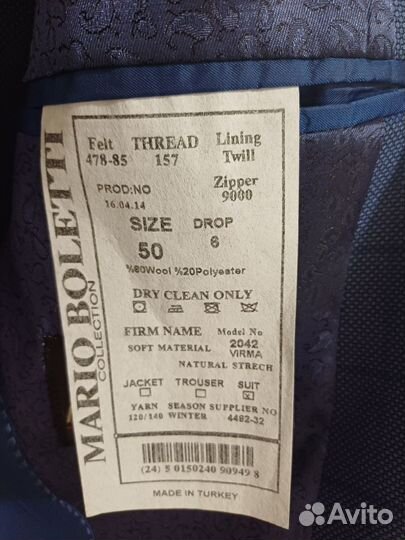 MARIO BOLETTI
COLLECTION
Felt THREAD Lining
478-85 157 Twill
PROD:NO Zipper
16.04.14 9000
SIZE DROP
50 6
%80Wool %20Polyeater
DRY CLEAN ONLY
FIRM NAME Model No
SOFT MATERIAL 2042
VIRMA
NATURAL STRECH
JACKET TROUSER SUIT
YARN SEASON SUPPLIER NO
120/140 WINTER 4482-32
(24) 5 0150240 90949 8
MADE IN TURKEY
Avito